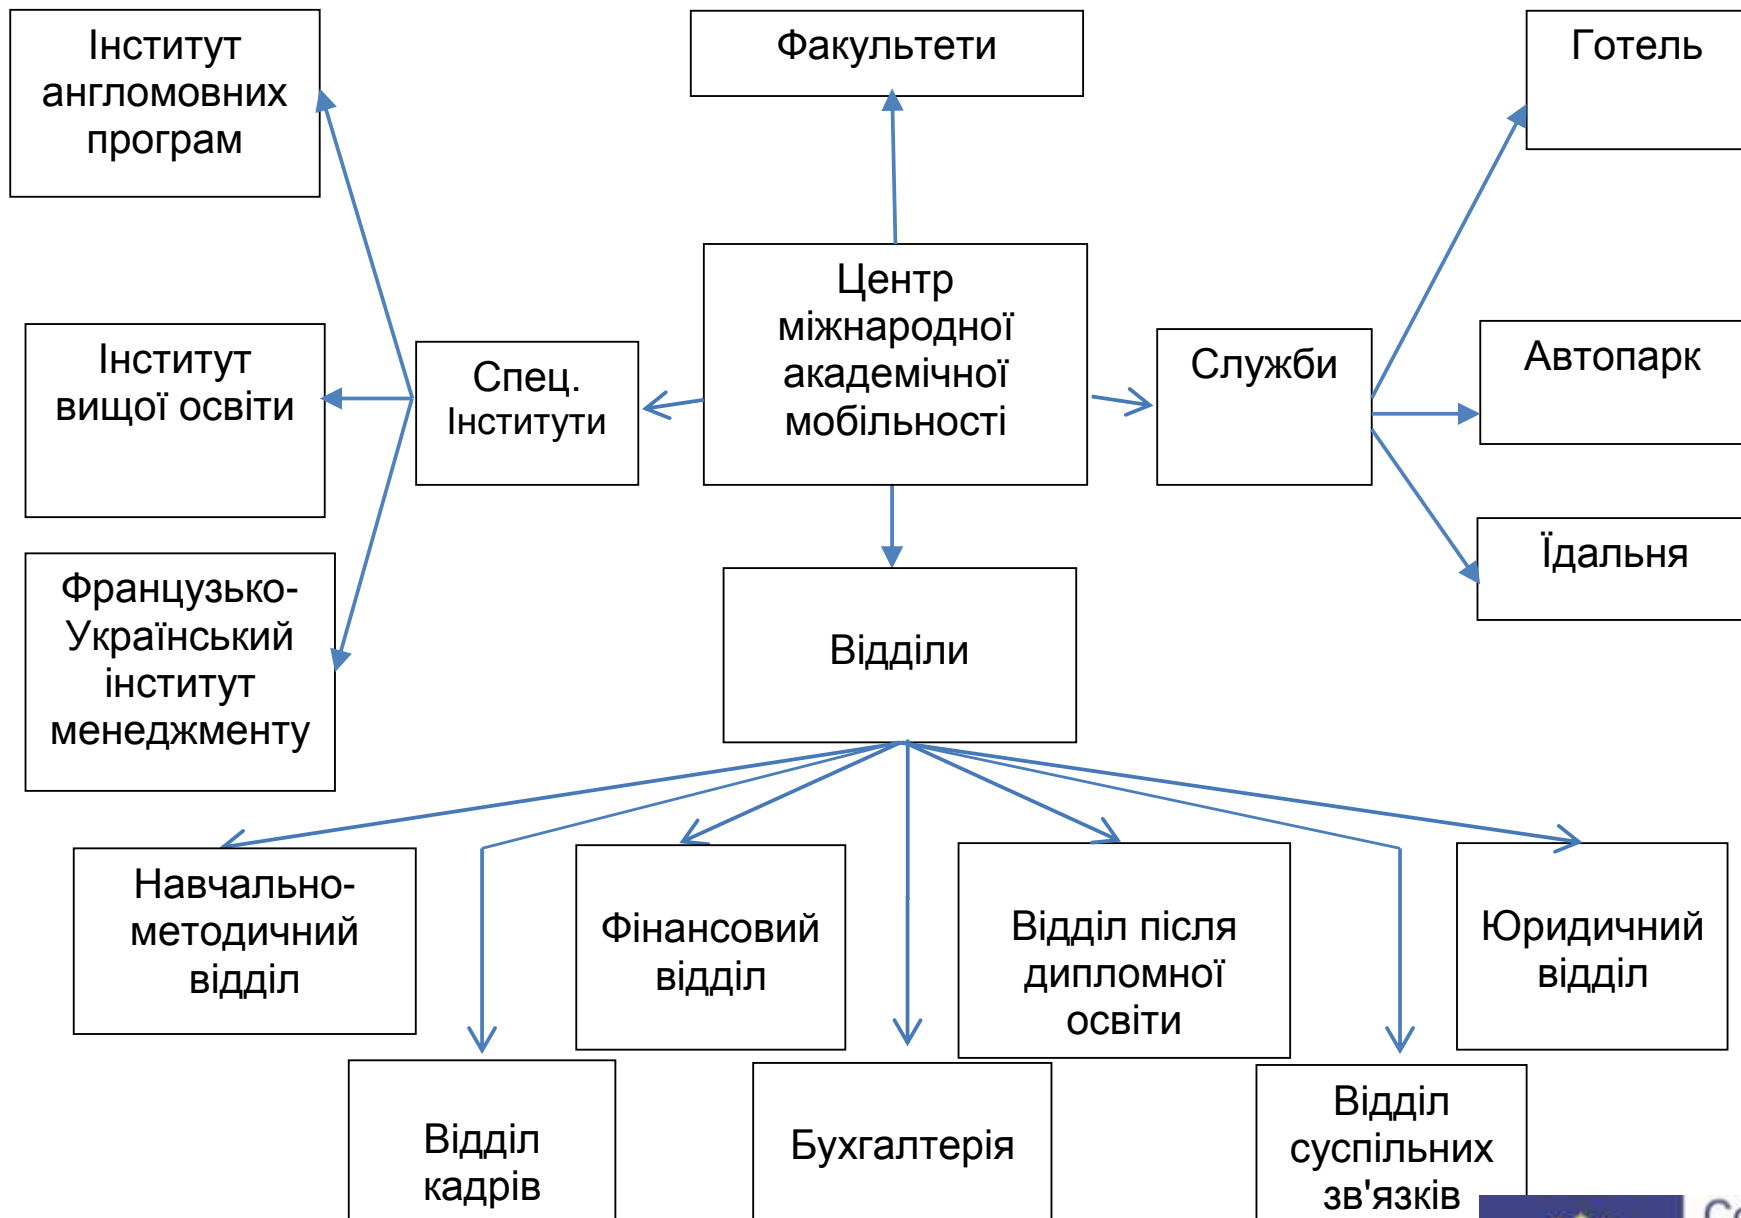 Інститут
англомовних
програм
Факультети
Готель
Центр
міжнародної
академічної
мобільності
Інститут
вищої освіти
Спец.
Інститути
Служби
Автопарк
Їдальня
Французько-
Український
інститут
менеджменту
Відділи
Навчально-
методичний
відділ
Фінансовий
відділ
Відділ після
дипломної
освіти
Юридичний
відділ
Відділ
кадрів
Бухгалтерія
Відділ
суспільних
зв'язків